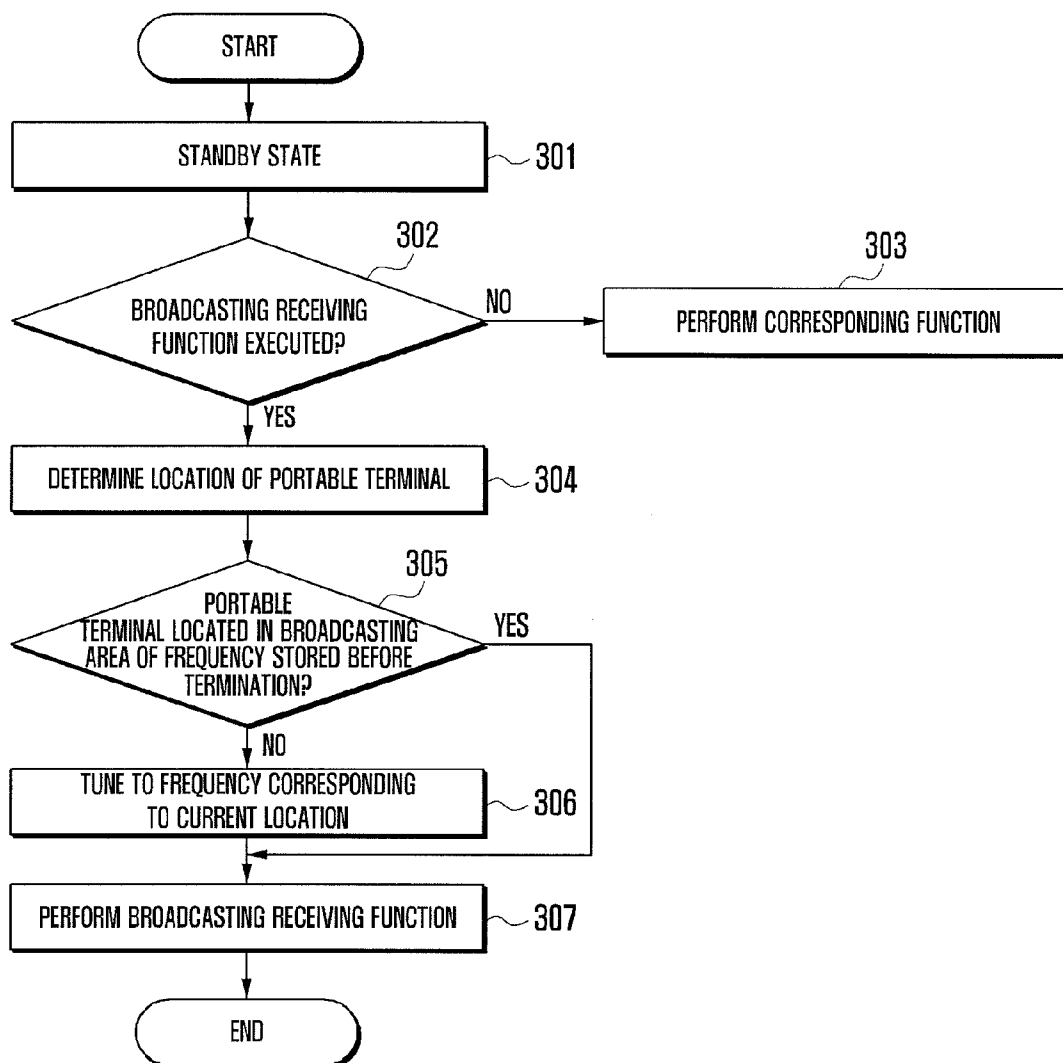 START
STANDBY STATE
301
302
BROADCASTING RECEIVING
FUNCTION EXECUTED?
NO
303
PERFORM CORRESPONDING FUNCTION
YES
DETERMINE LOCATION OF PORTABLE TERMINAL
304
305
PORTABLE
TERMINAL LOCATED IN BROADCASTING
AREA OF FREQUENCY STORED BEFORE
TERMINATION?
YES
NO
TUNE TO FREQUENCY CORRESPONDING
TO CURRENT LOCATION
306
PERFORM BROADCASTING RECEIVING FUNCTION
307
END